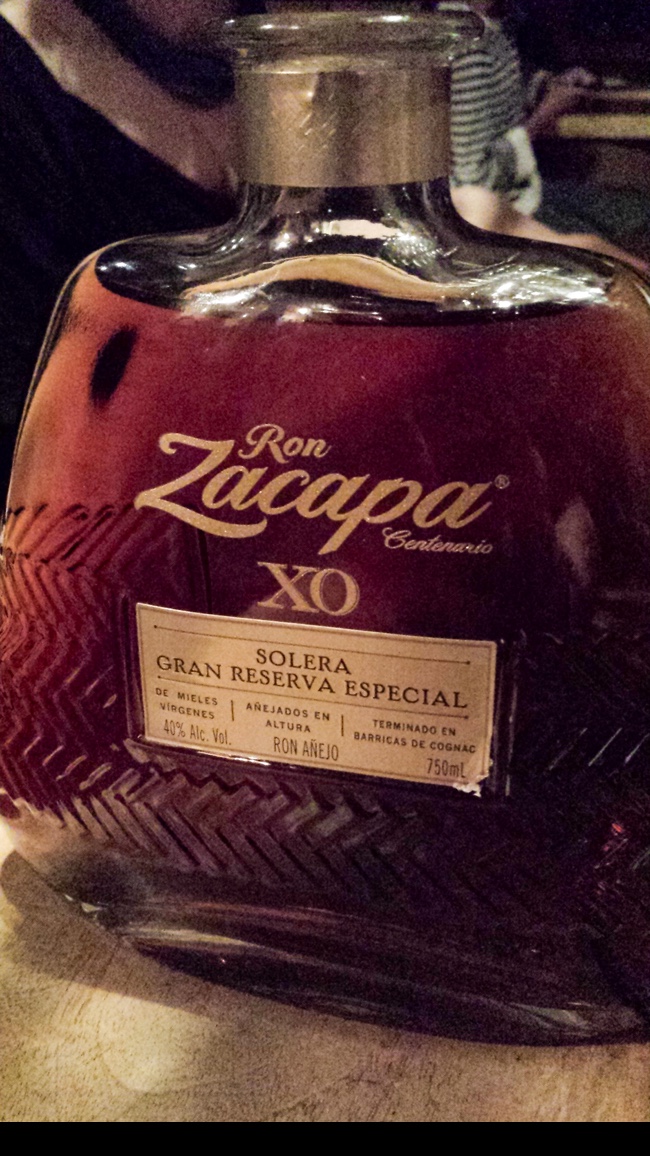 Ron
Zacapa®
Centenario
XO
SOLERA
GRAN RESERVA ESPECIAL
DE MIELES
VÍRGENES
AÑEJADOS EN
ALTURA
TERMINADO EN
BARRICAS DE COGNAC
40% Alc. Vol.
RON AÑEJO
750mL